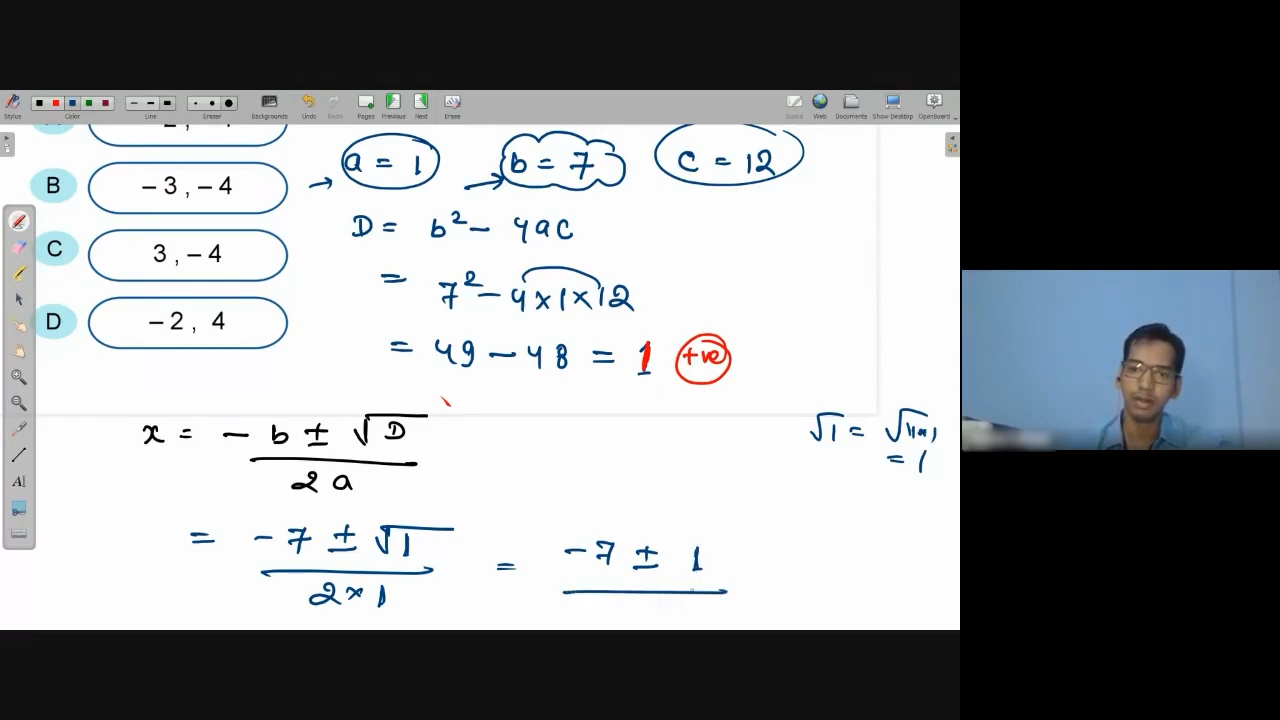 Stylus Color Line Eraser Backgrounds Undo Redo Pages Previous Next Erase Board Web Documents Show Desktop OpenBoard
a = 1 b = 7 c = 12
B − 3 , − 4
D = b² − 4ac
C 3 , − 4
= 7² − 4×1×12
D − 2 , 4
= 49 − 48 = 1 +ve
x = − b ± √D
2 a
√1 = √1×1
= 1
= − 7 ± √1 = − 7 ± 1
2 × 1